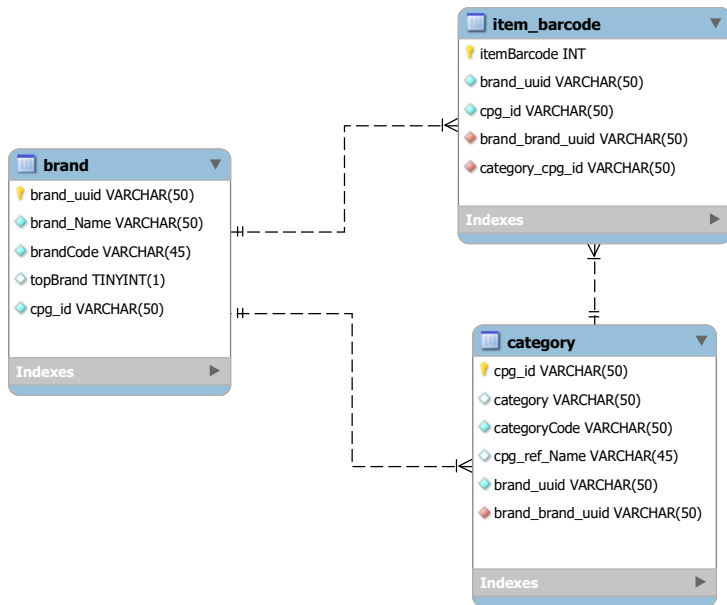 brand
brand_uuid VARCHAR(50)
brand_Name VARCHAR(50)
brandCode VARCHAR(45)
topBrand TINYINT(1)
cpg_id VARCHAR(50)
Indexes
item_barcode
itemBarcode INT
brand_uuid VARCHAR(50)
cpg_id VARCHAR(50)
brand_brand_uuid VARCHAR(50)
category_cpg_id VARCHAR(50)
Indexes
category
cpg_id VARCHAR(50)
category VARCHAR(50)
categoryCode VARCHAR(50)
cpg_ref_Name VARCHAR(45)
brand_uuid VARCHAR(50)
brand_brand_uuid VARCHAR(50)
Indexes